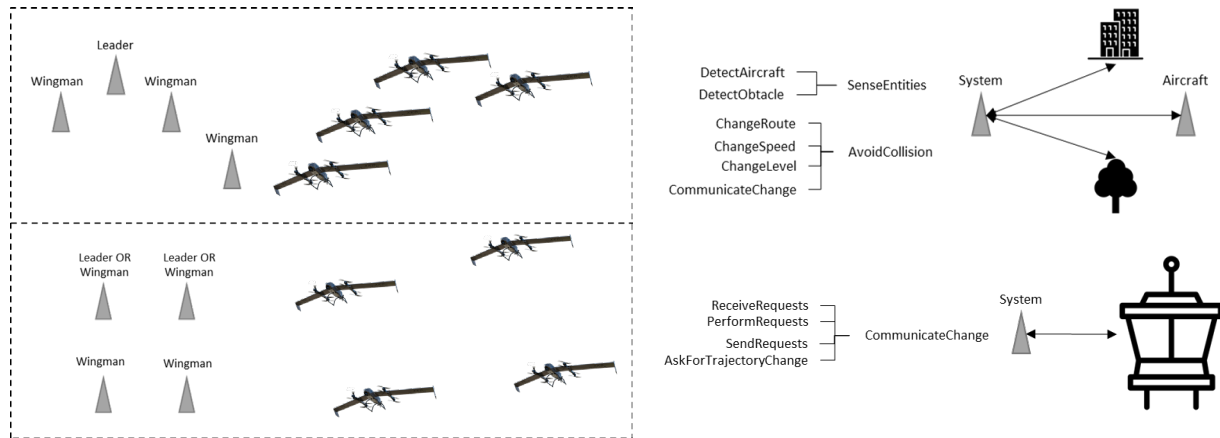 Leader
Wingman
Wingman
Wingman
Leader OR
Wingman
Leader OR
Wingman
Wingman
Wingman
DetectAircraft
DetectObtacle
SenseEntities
ChangeRoute
ChangeSpeed
ChangeLevel
CommunicateChange
AvoidCollision
System
Aircraft
ReceiveRequests
PerformRequests
SendRequests
AskForTrajectoryChange
CommunicateChange
System